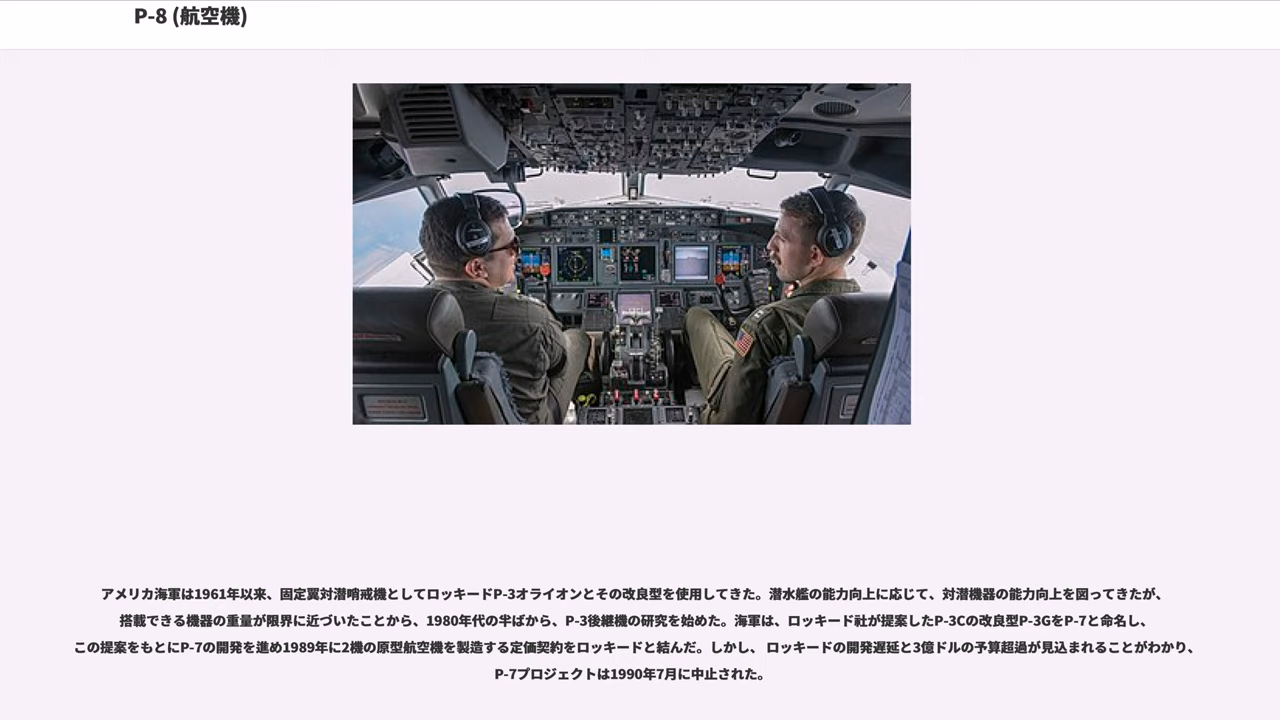 P-8 (航空機)
アメリカ海軍は1961年以来、固定翼対潜哨戒機としてロッキードP-3オライオンとその改良型を使用してきた。潜水艦の能力向上に応じて、対潜機器の能力向上を図ってきたが、
搭載できる機器の重量が限界に近づいたことから、1980年代の半ばから、P-3後継機の研究を始めた。海軍は、ロッキード社が提案したP-3Cの改良型P-3GをP-7と命名し、
この提案をもとにP-7の開発を進め1989年に2機の原型航空機を製造する定価契約をロッキードと結んだ。しかし、 ロッキードの開発遅延と3億ドルの予算超過が見込まれることがわかり、
P-7プロジェクトは1990年7月に中止された。